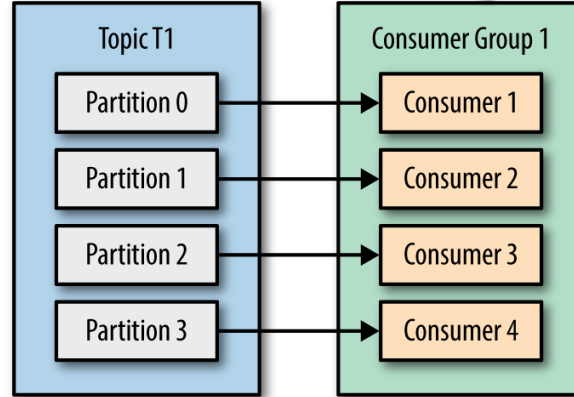 Topic T1
Partition 0
Partition 1
Partition 2
Partition 3
Consumer Group 1
Consumer 1
Consumer 2
Consumer 3
Consumer 4